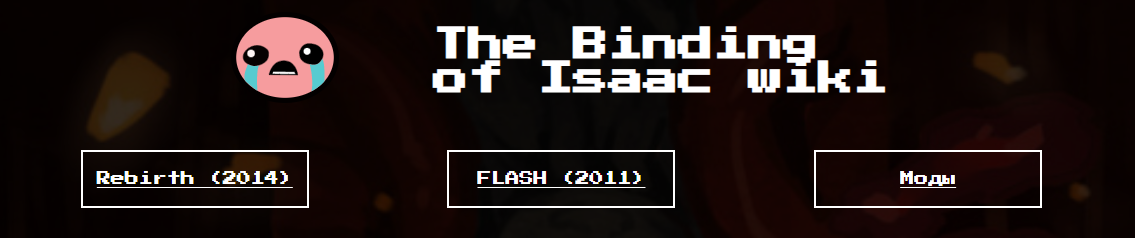 The Binding
of Isaac wiki
Rebirth (2014)
FLASH (2011)
Моды